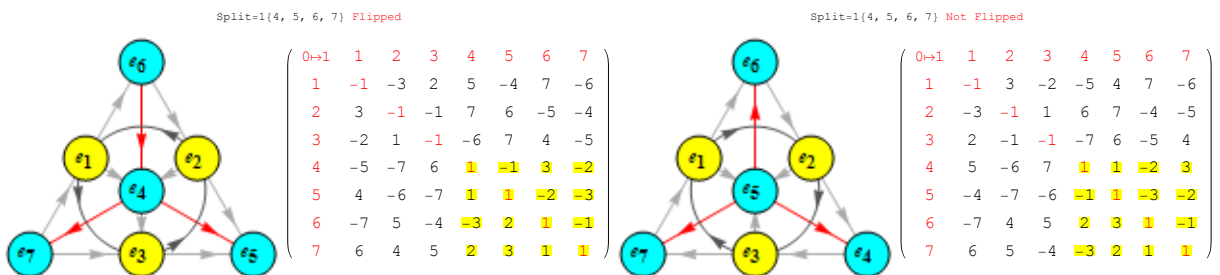 Split=1{4, 5, 6, 7} Flipped
e6
e1
e2
e4
e7
e3
e5
0↦1 1 2 3 4 5 6 7
1 -1 -3 2 5 -4 7 -6
2 3 -1 -1 7 6 -5 -4
3 -2 1 -1 -6 7 4 -5
4 -5 -7 6 1 -1 3 -2
5 4 -6 -7 1 1 -2 -3
6 -7 5 -4 -3 2 1 -1
7 6 4 5 2 3 1 1
Split=1{4, 5, 6, 7} Not Flipped
e6
e1
e2
e5
e7
e3
e4
0↦1 1 2 3 4 5 6 7
1 -1 3 -2 -5 4 7 -6
2 -3 -1 1 6 7 -4 -5
3 2 -1 -1 -7 6 -5 4
4 5 -6 7 1 1 -2 3
5 -4 -7 -6 -1 1 -3 -2
6 -7 4 5 2 3 1 -1
7 6 5 -4 -3 2 1 1